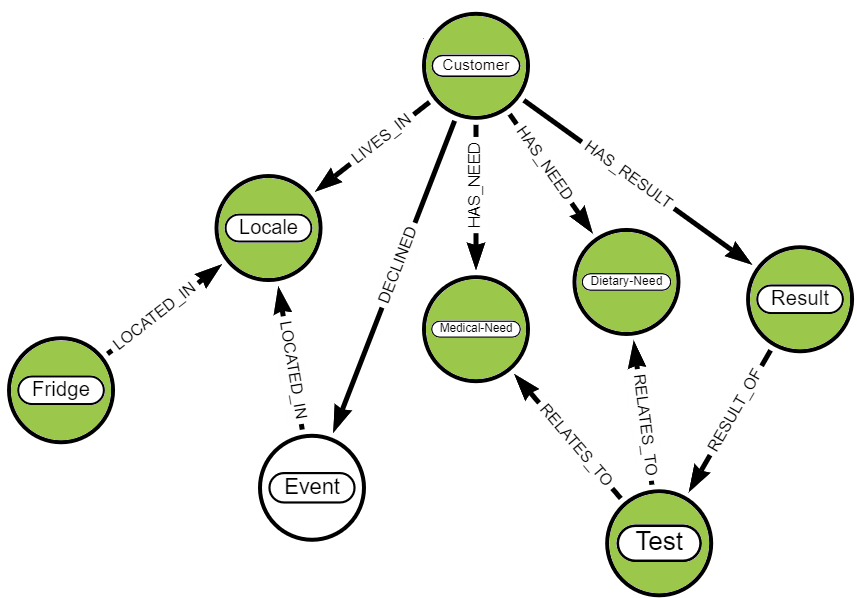 Customer
LIVES_IN
HAS_NEED
HAS_NEED
HAS_RESULT
Locale
DECLINED
Dietary-Need
Result
LOCATED_IN
LOCATED_IN
Medical-Need
Fridge
RELATES_TO
RELATES_TO
RESULT_OF
Event
Test